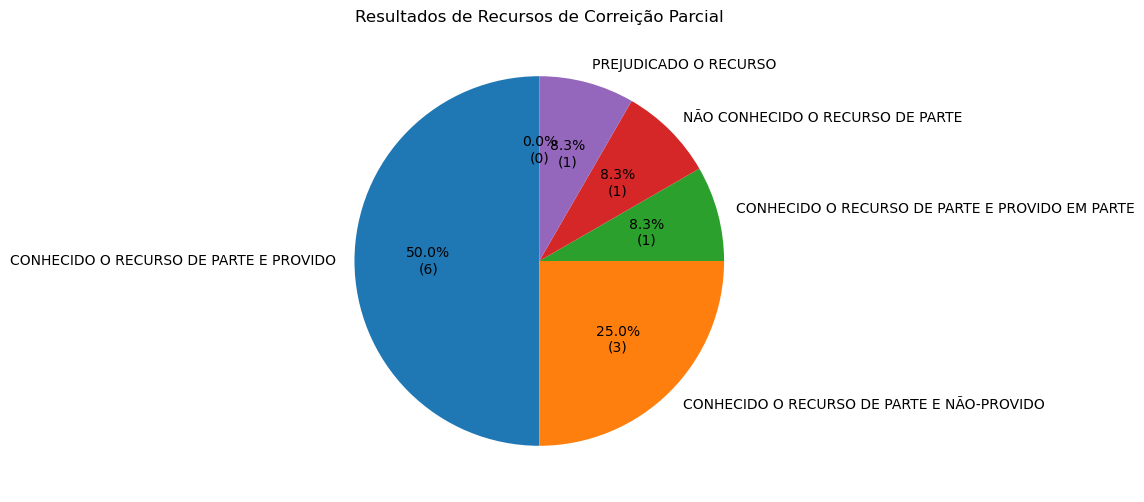 Resultados de Recursos de Correição Parcial
PREJUDICADO O RECURSO
NÃO CONHECIDO O RECURSO DE PARTE
0.0%
(0)
8.3%
(1)
8.3%
(1)
CONHECIDO O RECURSO DE PARTE E PROVIDO EM PARTE
8.3%
(1)
CONHECIDO O RECURSO DE PARTE E PROVIDO
50.0%
(6)
25.0%
(3)
CONHECIDO O RECURSO DE PARTE E NÃO-PROVIDO